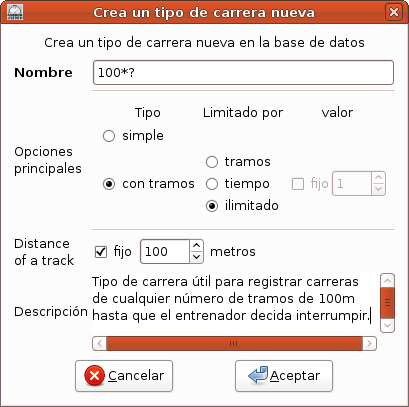 Crea un tipo de carrera nueva
Crea un tipo de carrera nueva en la base de datos
Nombre 100*?
Tipo Limitado por valor
simple
Opciones principales
tramos
con tramos tiempo fijo 1
ilimitado
Distance of a track
fijo 100 metros
Descripción
Tipo de carrera útil para registrar carreras
de cualquier número de tramos de 100m
hasta que el entrenador decida interrumpir.
Cancelar Aceptar